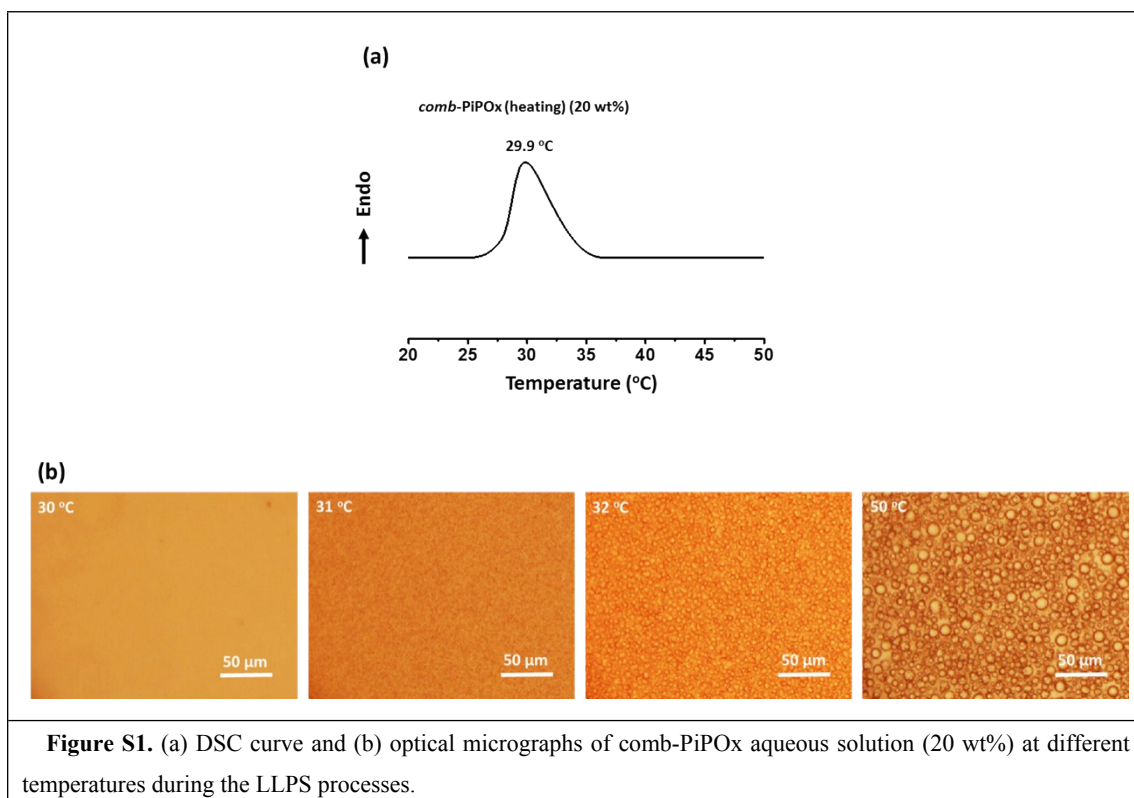 (a)
comb-PiPOx (heating) (20 wt%)
29.9 °C
Endo
20 25 30 35 40 45 50
Temperature (°C)
(b)
30 °C
31 °C
32 °C
50 °C
50 μm
50 μm
50 μm
50 μm
Figure S1. (a) DSC curve and (b) optical micrographs of comb-PiPOx aqueous solution (20 wt%) at different
temperatures during the LLPS processes.